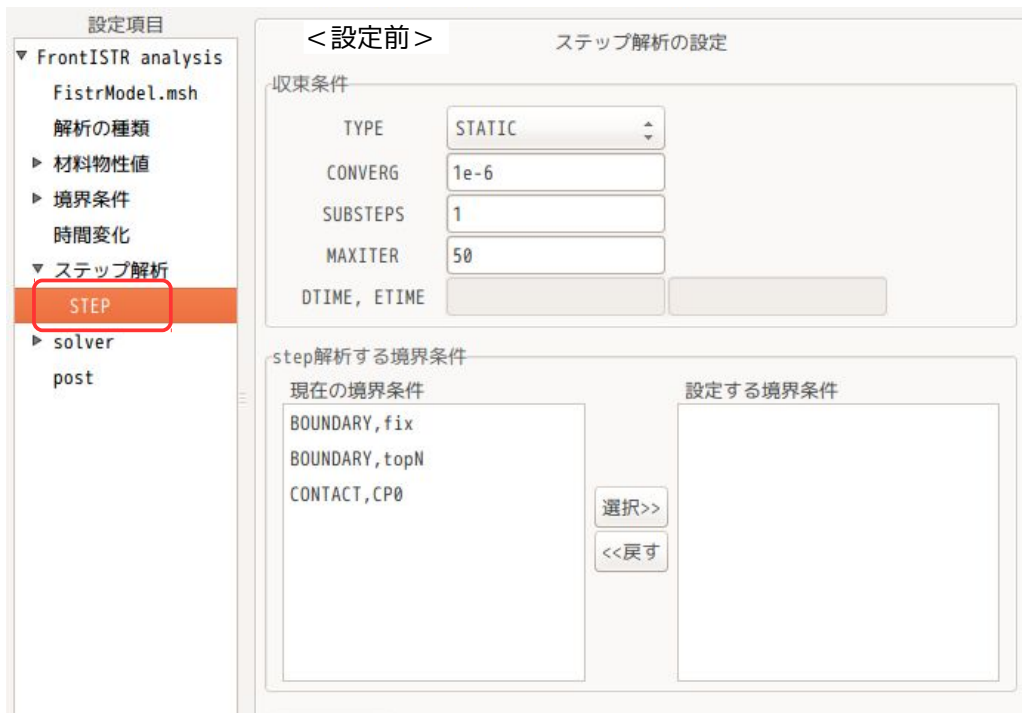 設定項目
▼ FrontISTR analysis
FistrModel.msh
解析の種類
▶ 材料物性値
▶ 境界条件
時間変化
▼ ステップ解析
STEP
▶ solver
post
＜設定前＞
ステップ解析の設定
収束条件
TYPE STATIC
CONVERG 1e-6
SUBSTEPS 1
MAXITER 50
DTIME, ETIME
step解析する境界条件
現在の境界条件
BOUNDARY,fix
BOUNDARY,topN
CONTACT,CP0
選択>>
<<戻す
設定する境界条件